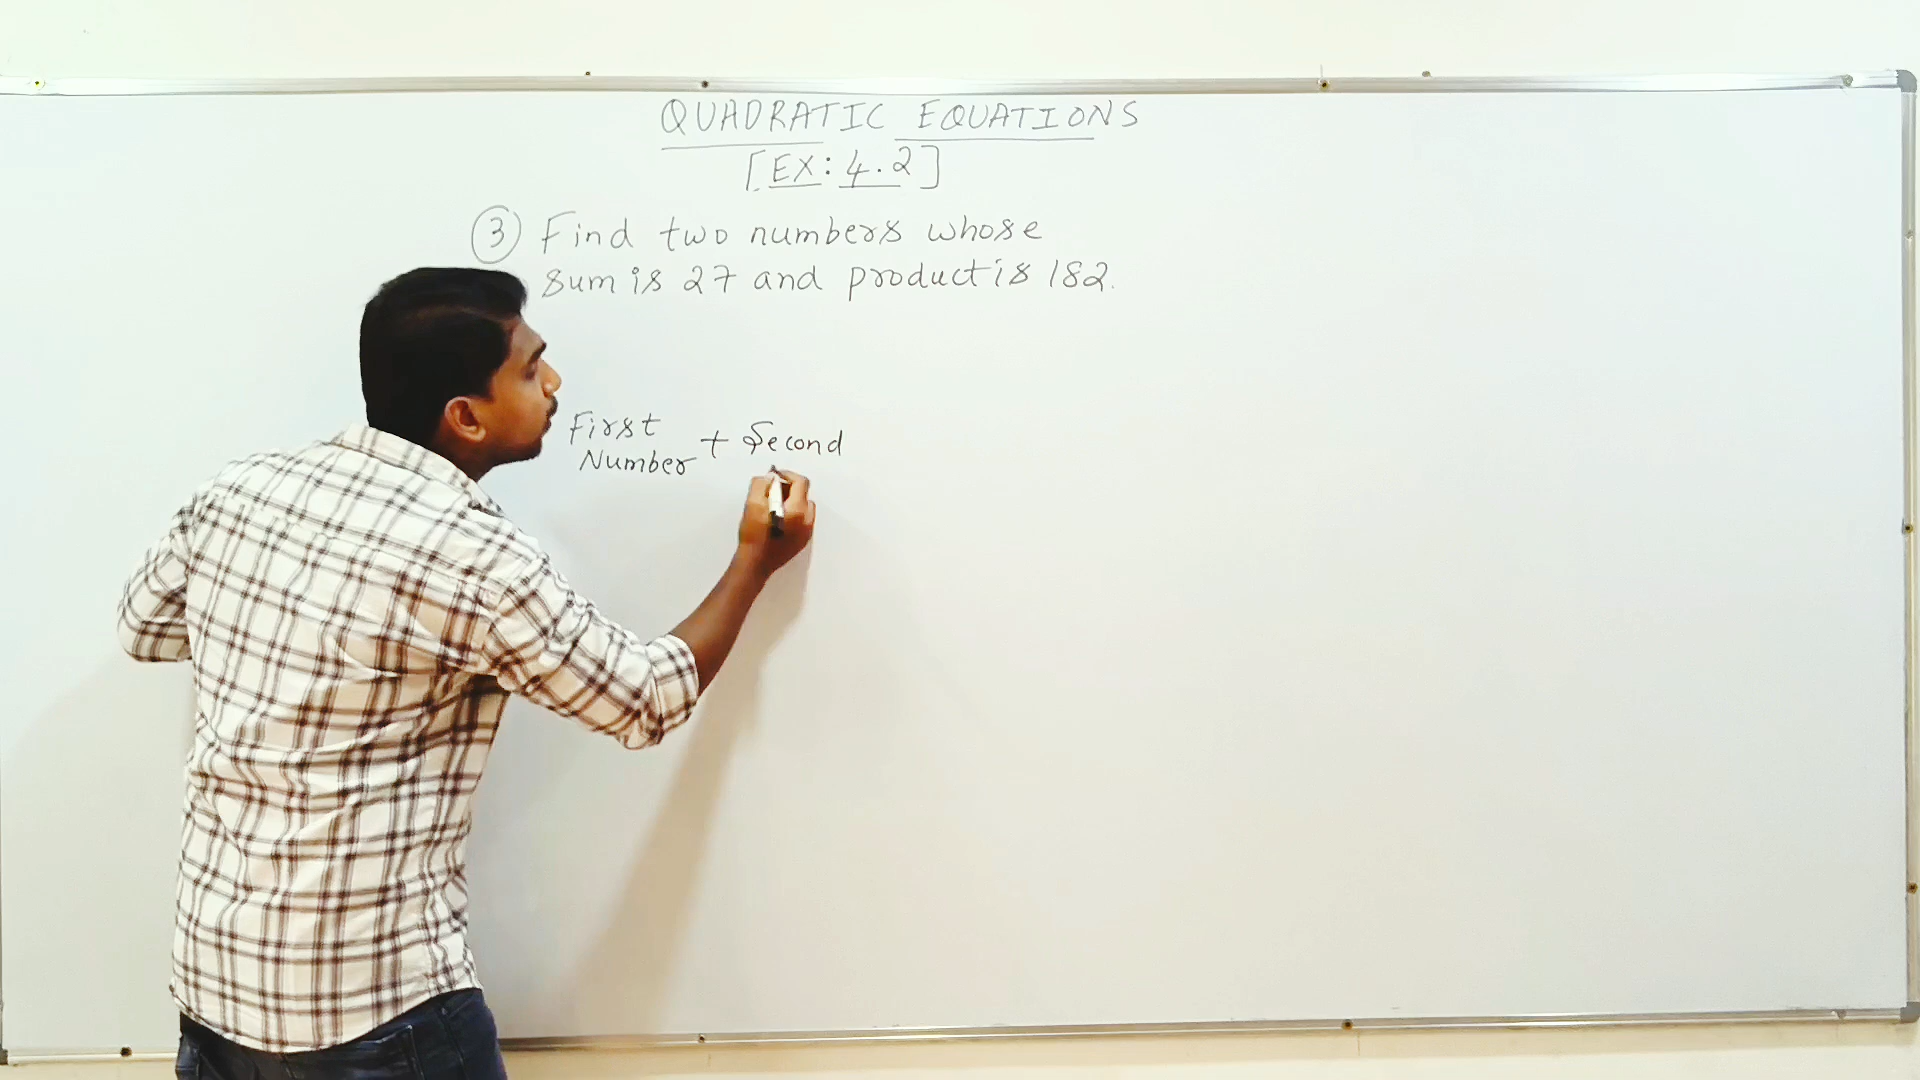 QUADRATIC EQUATIONS
[EX: 4.2]
3 Find two numbers whose
sum is 27 and product is 182.
First
Number + Second